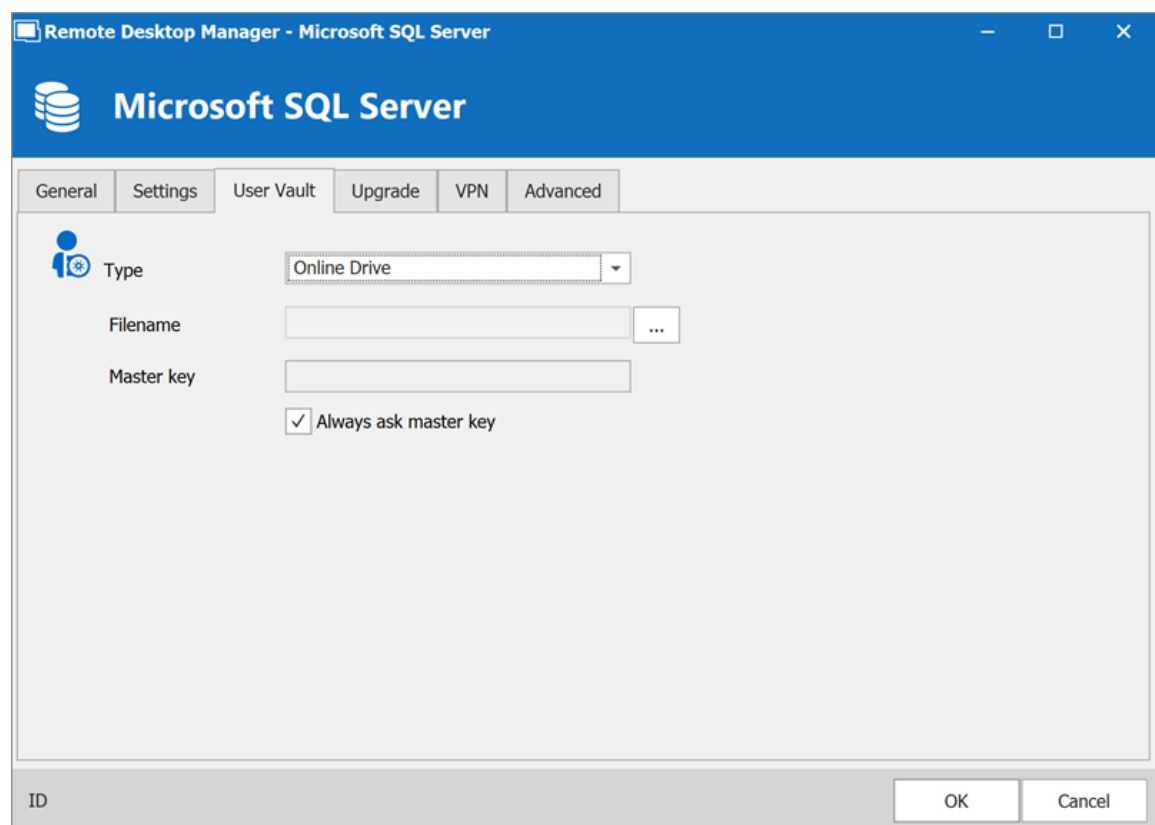 Remote Desktop Manager - Microsoft SQL Server
Microsoft SQL Server
General Settings User Vault Upgrade VPN Advanced
Type Online Drive
Filename ...
Master key
Always ask master key
ID OK Cancel